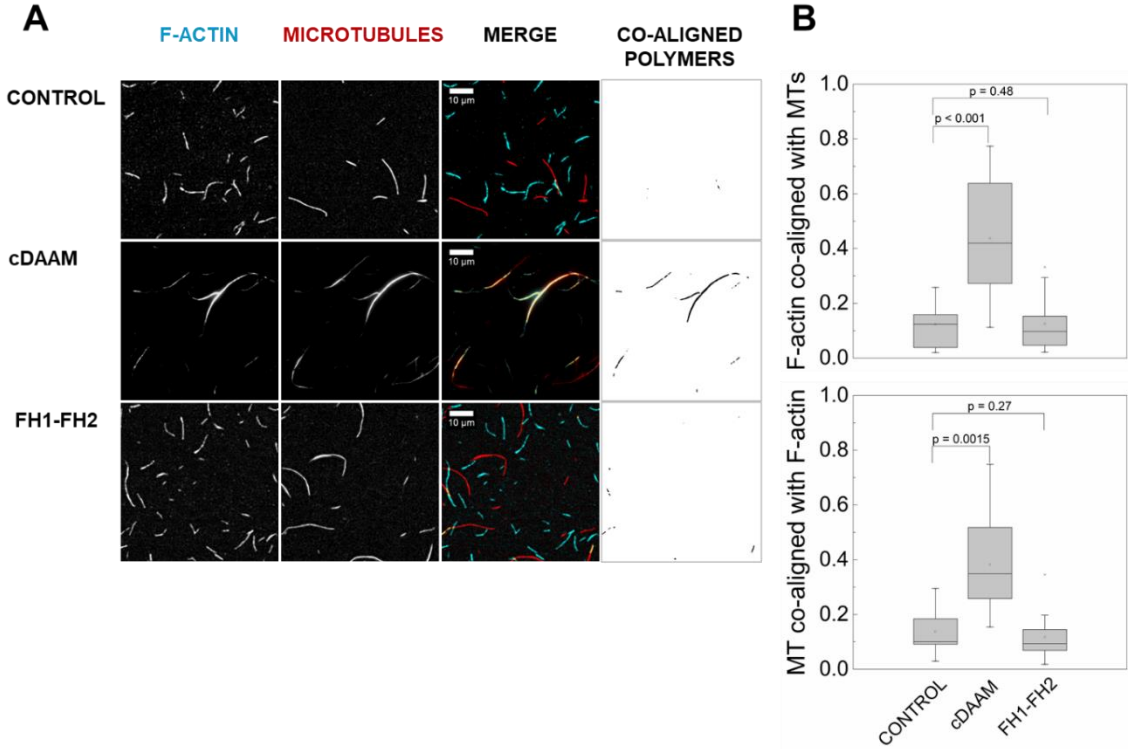 A
B
F-ACTIN
MICROTUBULES
MERGE
CO-ALIGNED
POLYMERS
CONTROL
10 µm
cDAAM
10 µm
FH1-FH2
10 µm
F-actin co-aligned with MTs
1.0
0.8
0.6
0.4
0.2
0.0
p = 0.48
p < 0.001
MT co-aligned with F-actin
1.0
0.8
0.6
0.4
0.2
0.0
p = 0.27
p = 0.0015
CONTROL
cDAAM
FH1-FH2